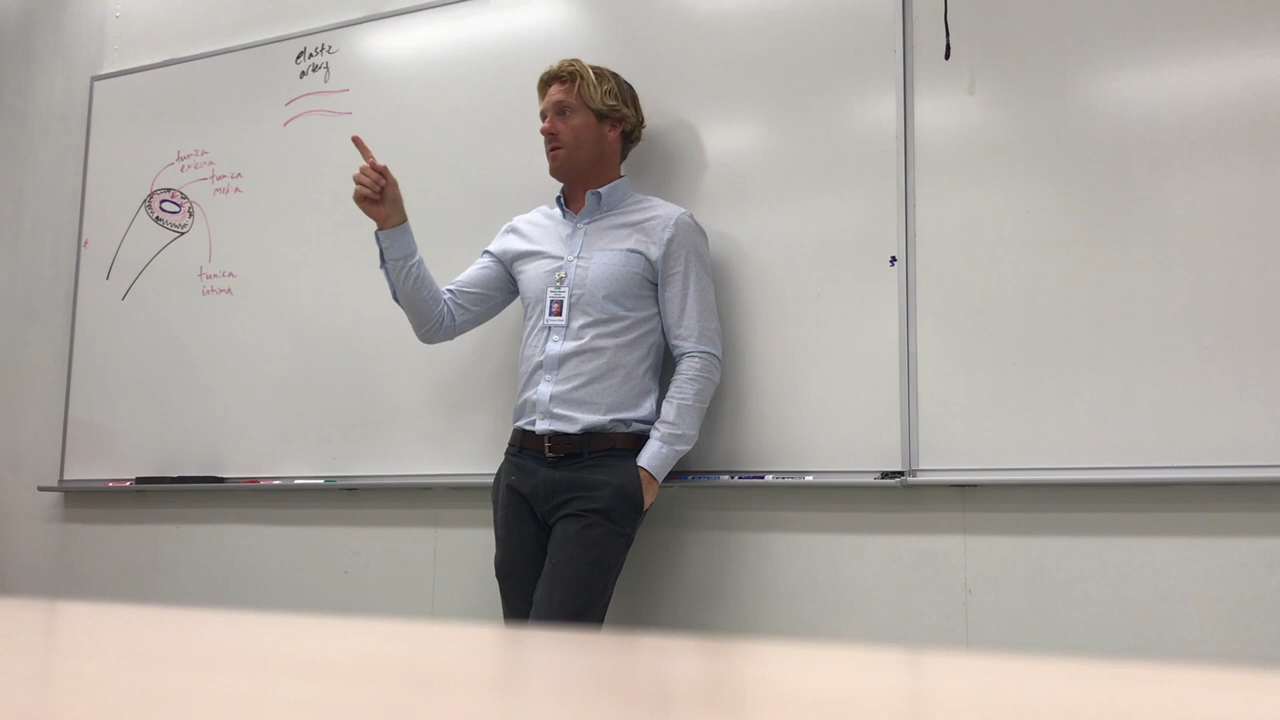 elastic
artery
tunica
externa
tunica
media
tunica
intima